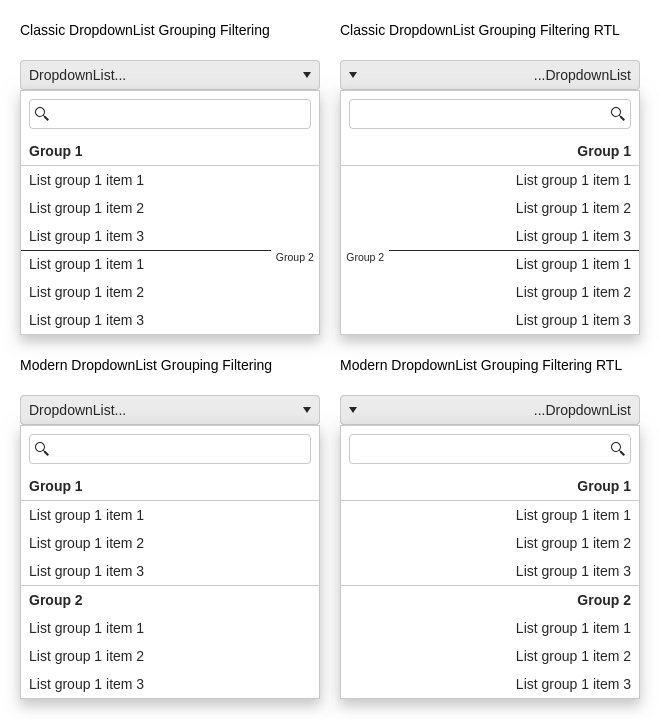 Classic DropdownList Grouping Filtering
DropdownList...
Group 1
List group 1 item 1
List group 1 item 2
List group 1 item 3
Group 2
List group 1 item 1
List group 1 item 2
List group 1 item 3
Classic DropdownList Grouping Filtering RTL
...DropdownList
Group 1
List group 1 item 1
List group 1 item 2
List group 1 item 3
Group 2
List group 1 item 1
List group 1 item 2
List group 1 item 3
Modern DropdownList Grouping Filtering
DropdownList...
Group 1
List group 1 item 1
List group 1 item 2
List group 1 item 3
Group 2
List group 1 item 1
List group 1 item 2
List group 1 item 3
Modern DropdownList Grouping Filtering RTL
...DropdownList
Group 1
List group 1 item 1
List group 1 item 2
List group 1 item 3
Group 2
List group 1 item 1
List group 1 item 2
List group 1 item 3